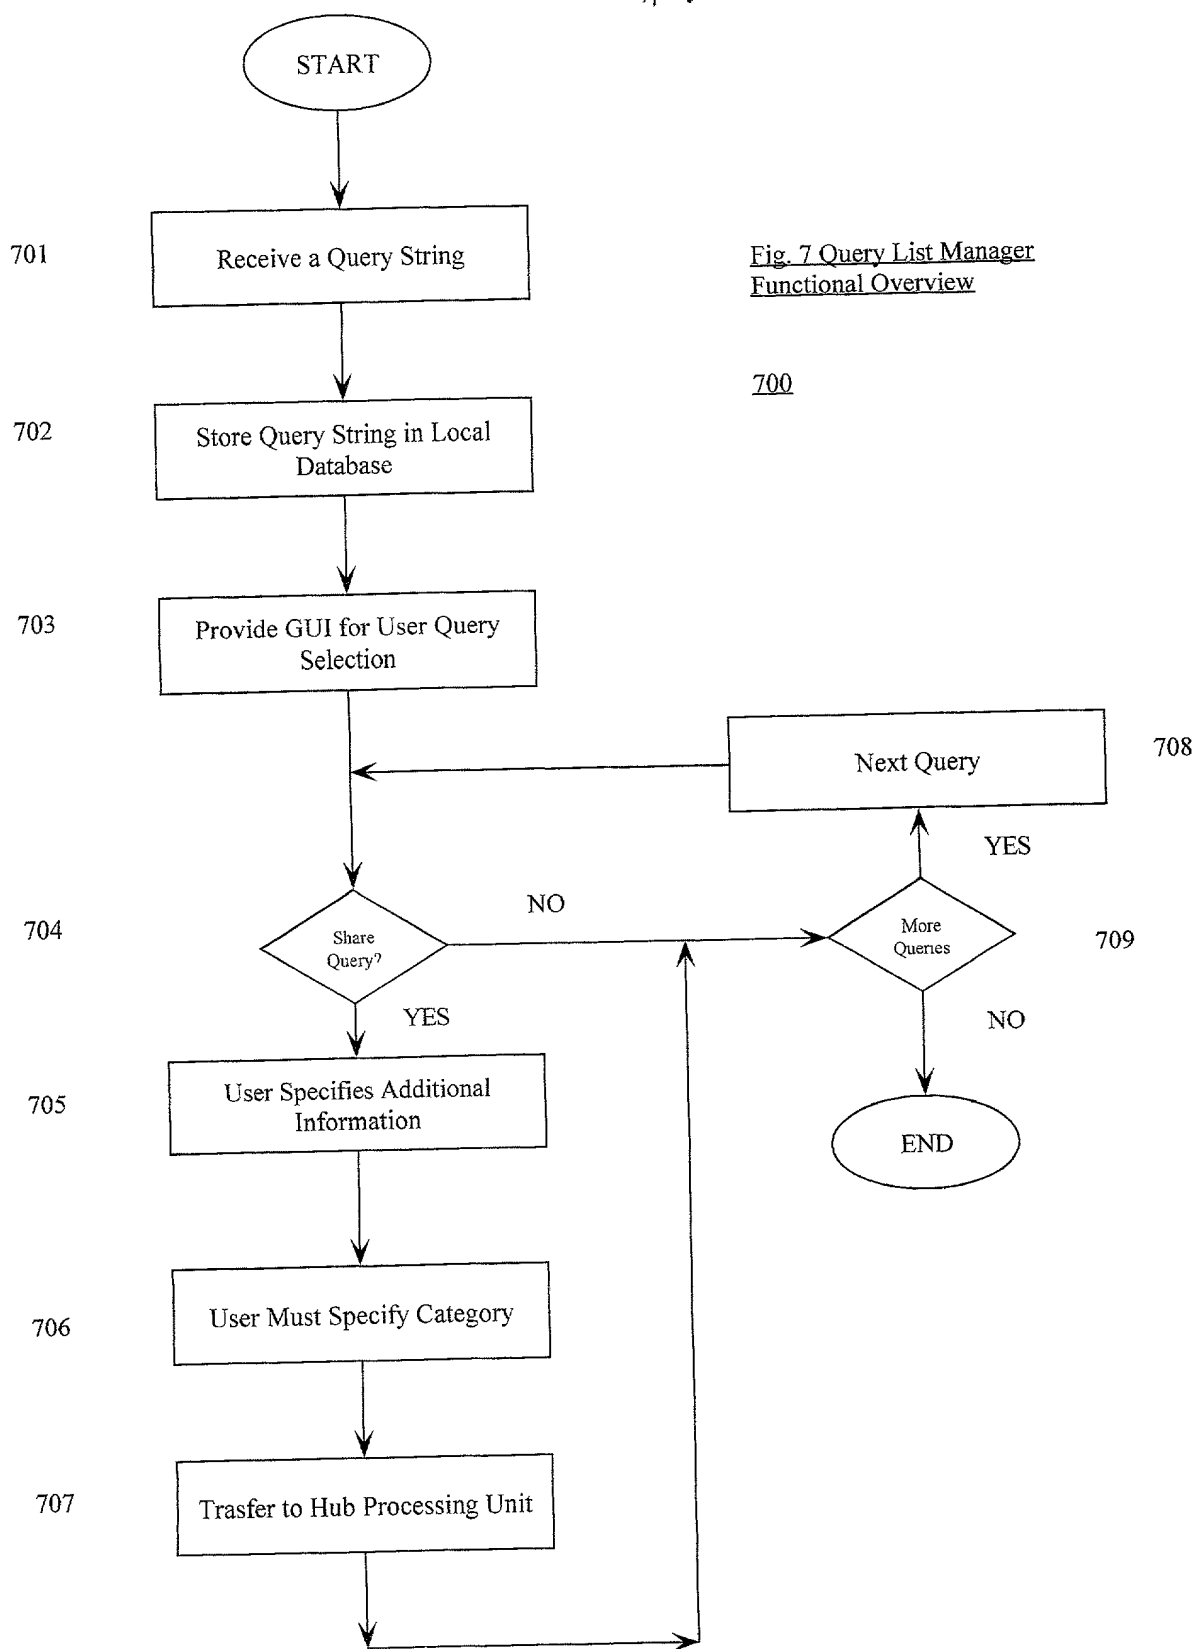 START
701
Receive a Query String
Fig. 7 Query List Manager
Functional Overview
700
702
Store Query String in Local
Database
703
Provide GUI for User Query
Selection
Next Query
708
YES
704
Share
Query?
NO
More
Queries
709
YES
NO
705
User Specifies Additional
Information
END
706
User Must Specify Category
707
Trasfer to Hub Processing Unit